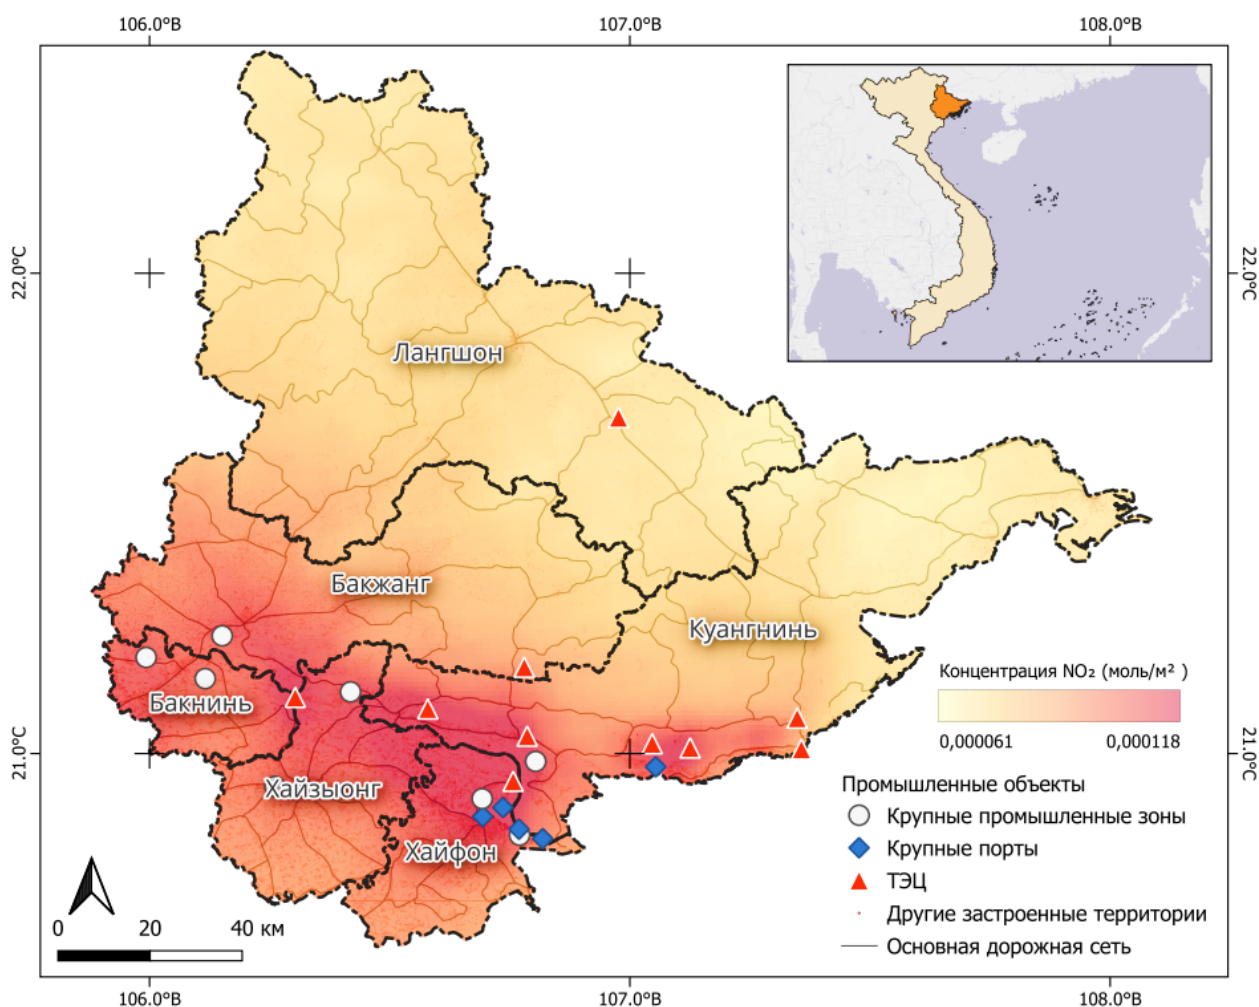 106.0°В 107.0°В 108.0°В
22.0°С 22.0°С
Лангшон
Бакжанг
Куангнинь
Концентрация NO₂ (моль/м² )
0,000061 0,000118
Бакнинь
21.0°С 21.0°С
Хайзыонг
Промышленные объекты
Крупные промышленные зоны
Хайфон
Крупные порты
ТЭЦ
Другие застроенные территории
Основная дорожная сеть
0 20 40 км
106.0°В 107.0°В 108.0°В